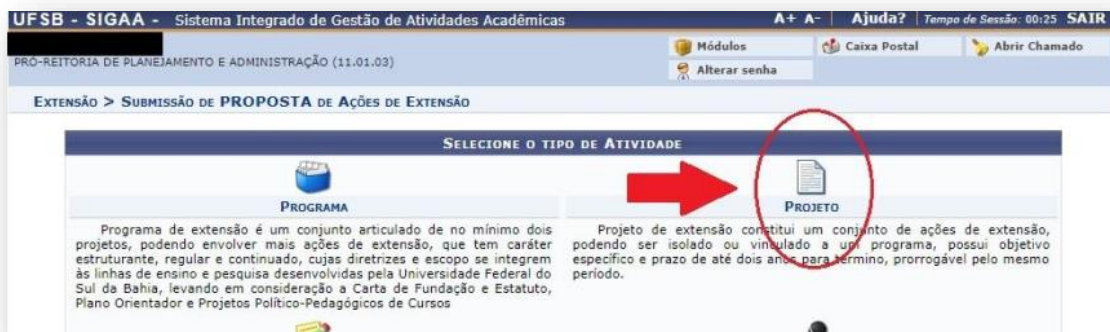 UFSB - SIGAA - Sistema Integrado de Gestão de Atividades Acadêmicas
A+ A- Ajuda? Tempo de Sessão: 00:25 SAIR
Módulos Caixa Postal Abrir Chamado
PRÓ-REITORIA DE PLANEJAMENTO E ADMINISTRAÇÃO (11.01.03)
Alterar senha
EXTENSÃO > SUBMISSÃO DE PROPOSTA DE AÇÕES DE EXTENSÃO
SELECIONE O TIPO DE ATIVIDADE
PROGRAMA
Programa de extensão é um conjunto articulado de no mínimo dois
projetos, podendo envolver mais ações de extensão, que tem caráter
estruturante, regular e continuado, cujas diretrizes e escopo se integrem
às linhas de ensino e pesquisa desenvolvidas pela Universidade Federal do
Sul da Bahia, levando em consideração a Carta de Fundação e Estatuto,
Plano Orientador e Projetos Político-Pedagógicos de Cursos
PROJETO
Projeto de extensão constitui um conjunto de ações de extensão,
podendo ser isolado ou vinculado a um programa, possui objetivo
específico e prazo de até dois anos para término, prorrogável pelo mesmo
período.